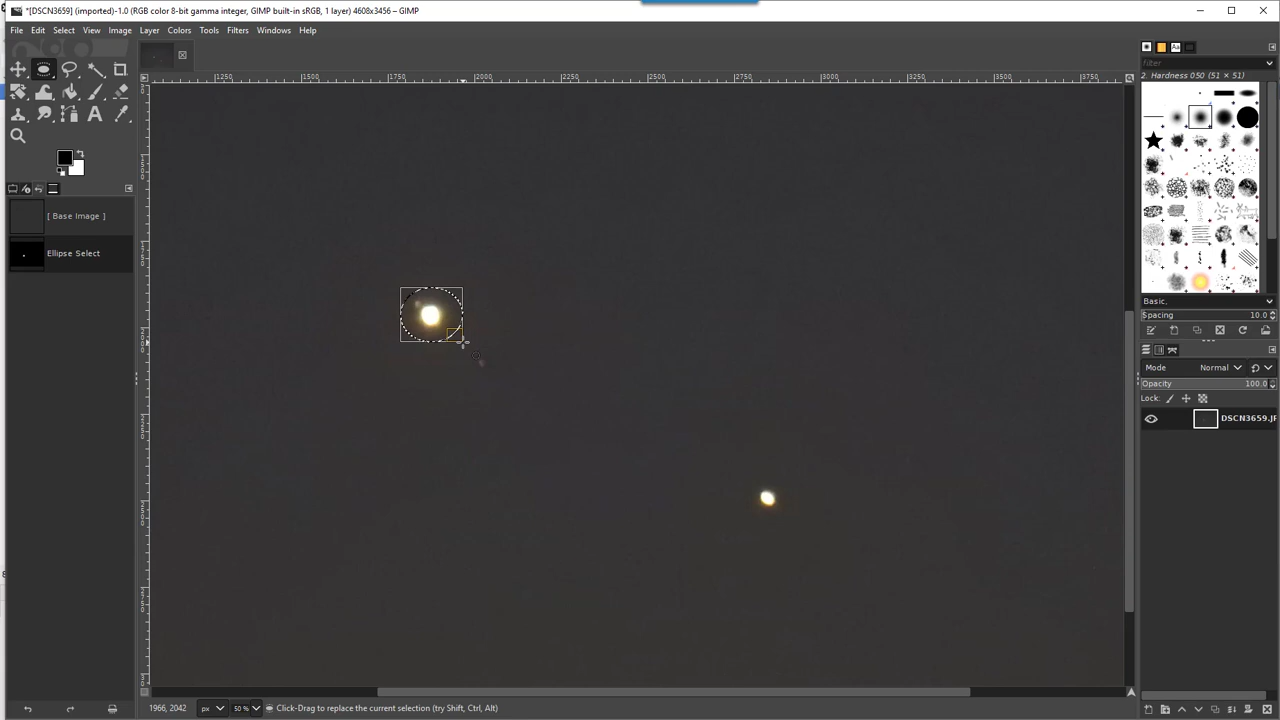 *[DSCN3659] (imported)-1.0 (RGB color 8-bit gamma integer, GIMP built-in sRGB, 1 layer) 4608x3456 – GIMP
File Edit Select View Image Layer Colors Tools Filters Windows Help
1250 1500 1750 2000 2250 2500 2750 3000 3250 3500 3750
filter
2. Hardness 050 (51 × 51)
[ Base Image ]
Ellipse Select
Basic,
Spacing 10.0
Mode Normal
Opacity 100.0
Lock:
DSCN3659.JP
1966, 2042 px 50 % Click-Drag to replace the current selection (try Shift, Ctrl, Alt)